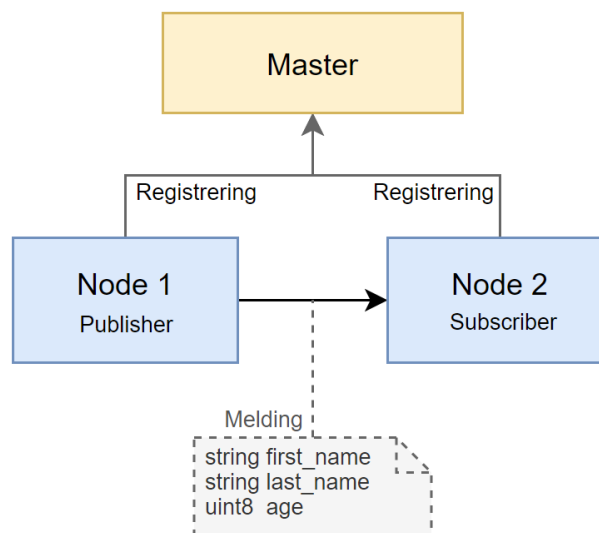 Master
Registrering
Registrering
Node 1
Publisher
Node 2
Subscriber
Melding
string first_name
string last_name
uint8  age